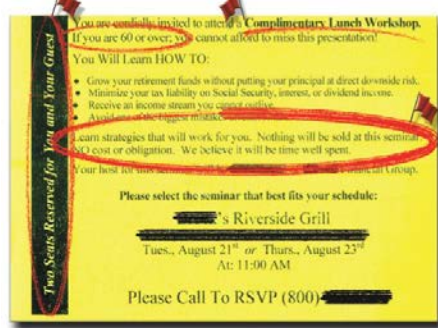 Two Seats Reserved for You and Your Guest
You are cordially invited to attend a Complimentary Lunch Workshop.
If you are 60 or over, you cannot afford to miss this presentation!
You Will Learn HOW TO:
• Grow your retirement funds without putting your principal at direct downside risk.
• Minimize your tax liability on Social Security, interest, or dividend income.
• Receive an income stream you cannot outlive.
• of the biggest
Learn strategies that will work for you. Nothing will be sold at this seminar.
NO cost or obligation. We believe it will be time well spent.
Your host for this Financial Group.
Please select the seminar that best fits your schedule:
's Riverside Grill
Tues., August 21st or Thurs., August 23rd
At: 11:00 AM
Please Call To RSVP (800)